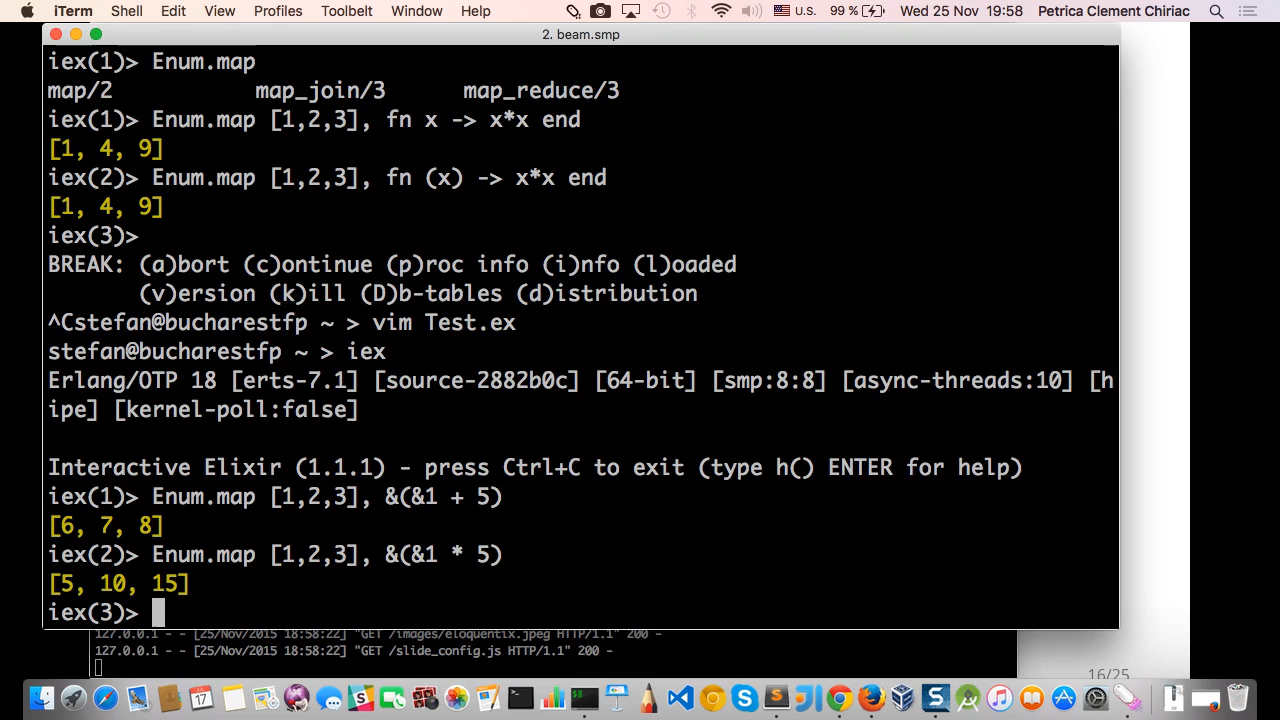 iTerm Shell Edit View Profiles Toolbelt Window Help 99 % U.S. Wed 25 Nov 19:58 Petrica Clement Chiriac
2. beam.smp
iex(1)> Enum.map
map/2 map_join/3 map_reduce/3
iex(1)> Enum.map [1,2,3], fn x -> x*x end
[1, 4, 9]
iex(2)> Enum.map [1,2,3], fn (x) -> x*x end
[1, 4, 9]
iex(3)>
BREAK: (a)bort (c)ontinue (p)roc info (i)nfo (l)oaded
(v)ersion (k)ill (D)b-tables (d)istribution
^Cstefan@bucharestfp ~ > vim Test.ex
stefan@bucharestfp ~ > iex
Erlang/OTP 18 [erts-7.1] [source-2882b0c] [64-bit] [smp:8:8] [async-threads:10] [h
ipe] [kernel-poll:false]
Interactive Elixir (1.1.1) - press Ctrl+C to exit (type h() ENTER for help)
iex(1)> Enum.map [1,2,3], &(&1 + 5)
[6, 7, 8]
iex(2)> Enum.map [1,2,3], &(&1 * 5)
[5, 10, 15]
iex(3)>
127.0.0.1 - - [25/Nov/2015 18:58:22] "GET /images/eloquentix.jpeg HTTP/1.1" 200 -
127.0.0.1 - - [25/Nov/2015 18:58:22] "GET /slide_config.js HTTP/1.1" 200 -
16/25
17